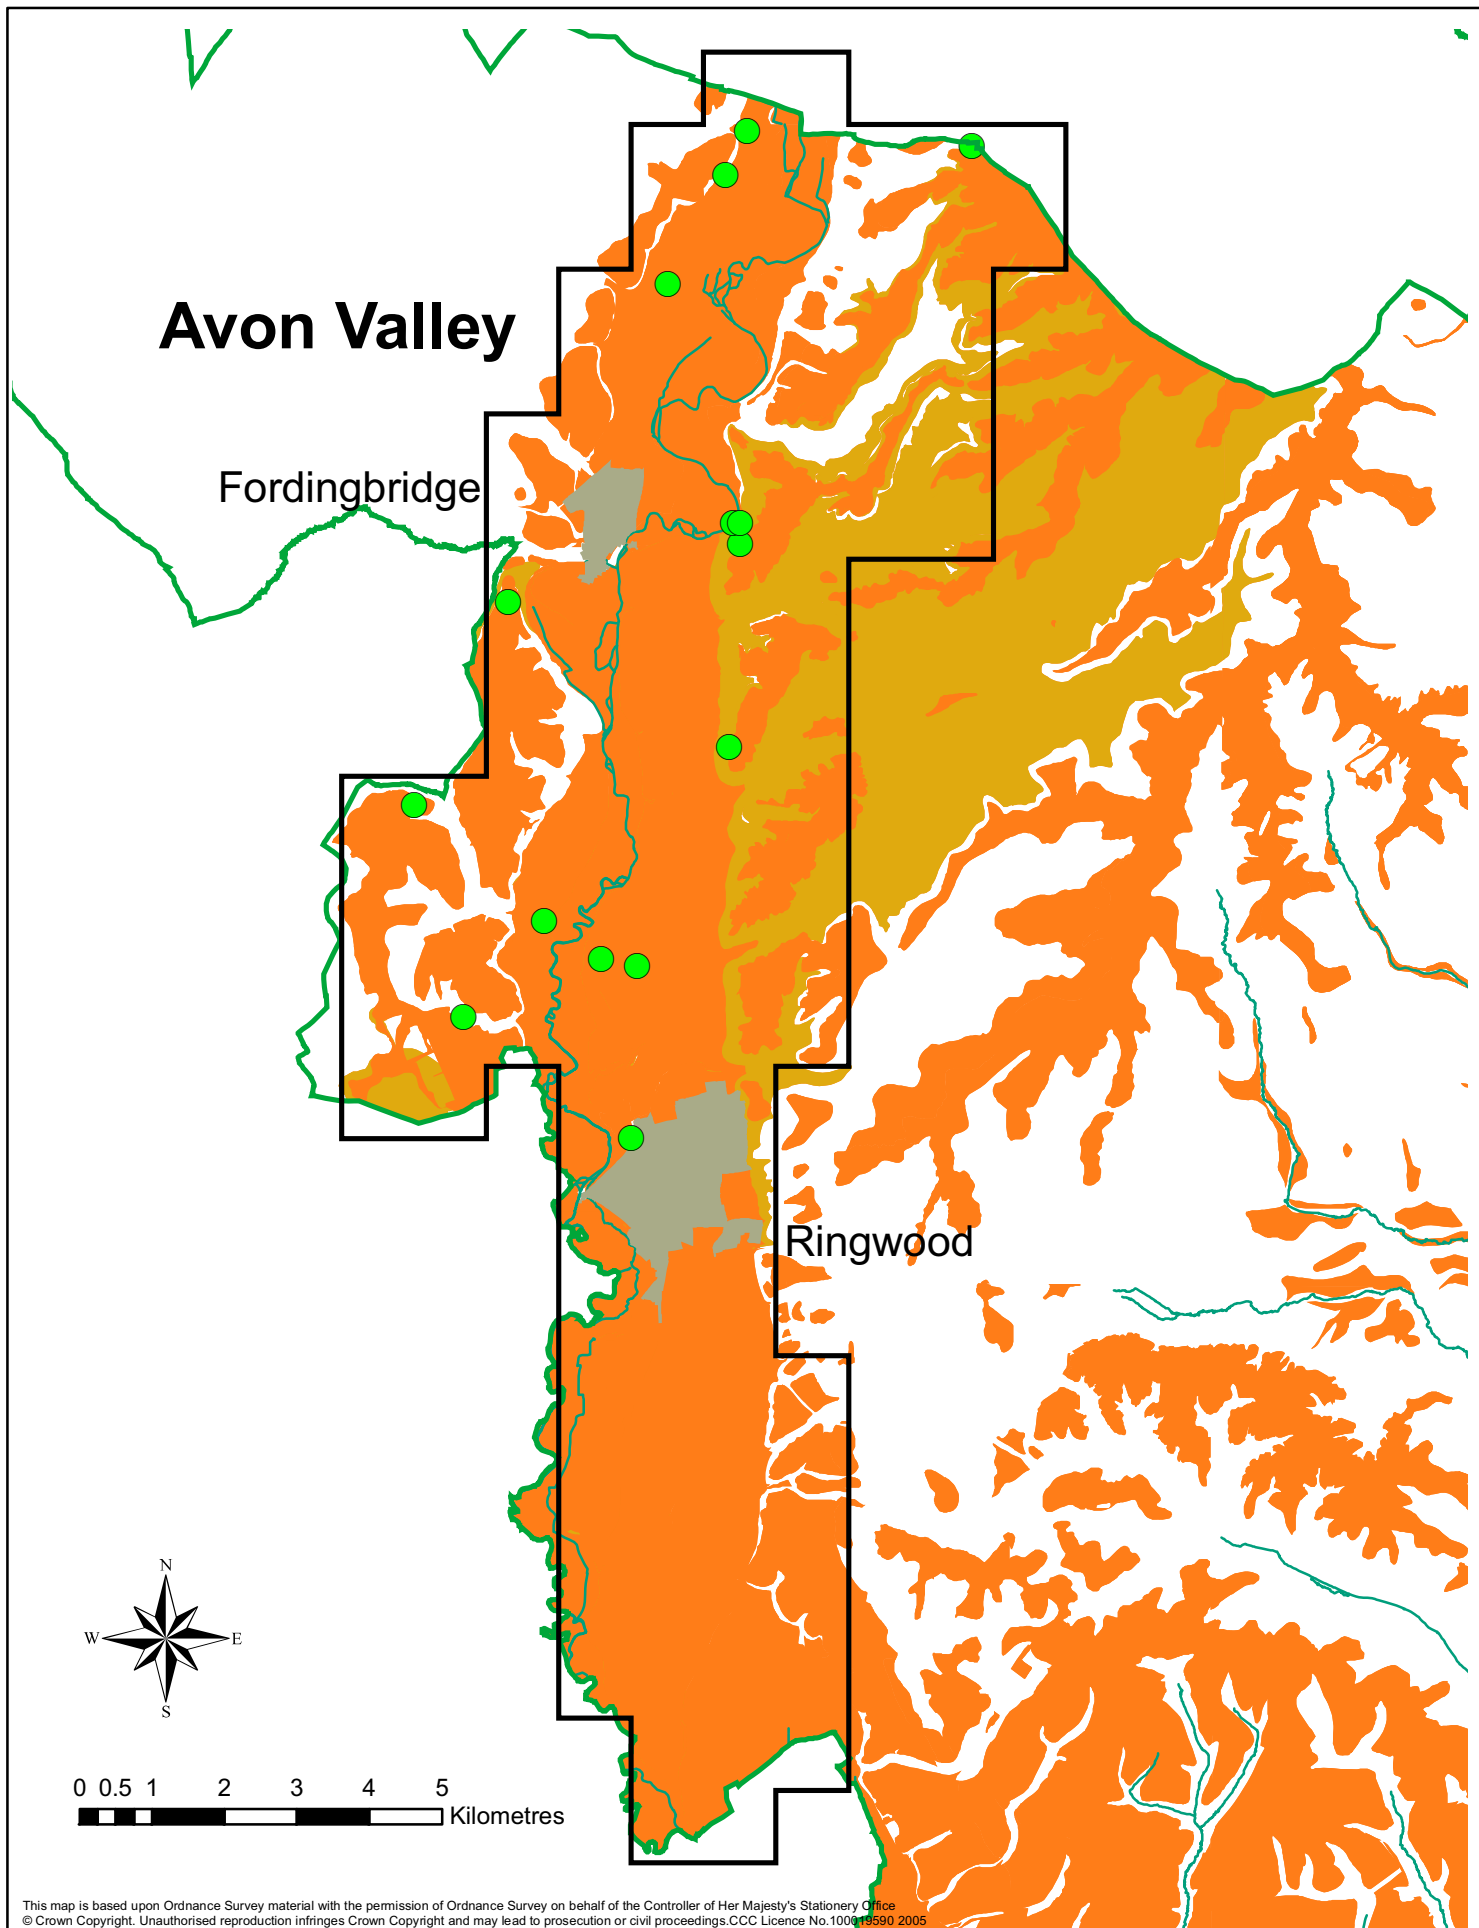 Avon Valley
Fordingbridge
Ringwood
N
W E
S
0 0.5 1 2 3 4 5
Kilometres
This map is based upon Ordnance Survey material with the permission of Ordnance Survey on behalf of the Controller of Her Majesty's Stationery Office
© Crown Copyright. Unauthorised reproduction infringes Crown Copyright and may lead to prosecution or civil proceedings.CCC Licence No.100019590 2005